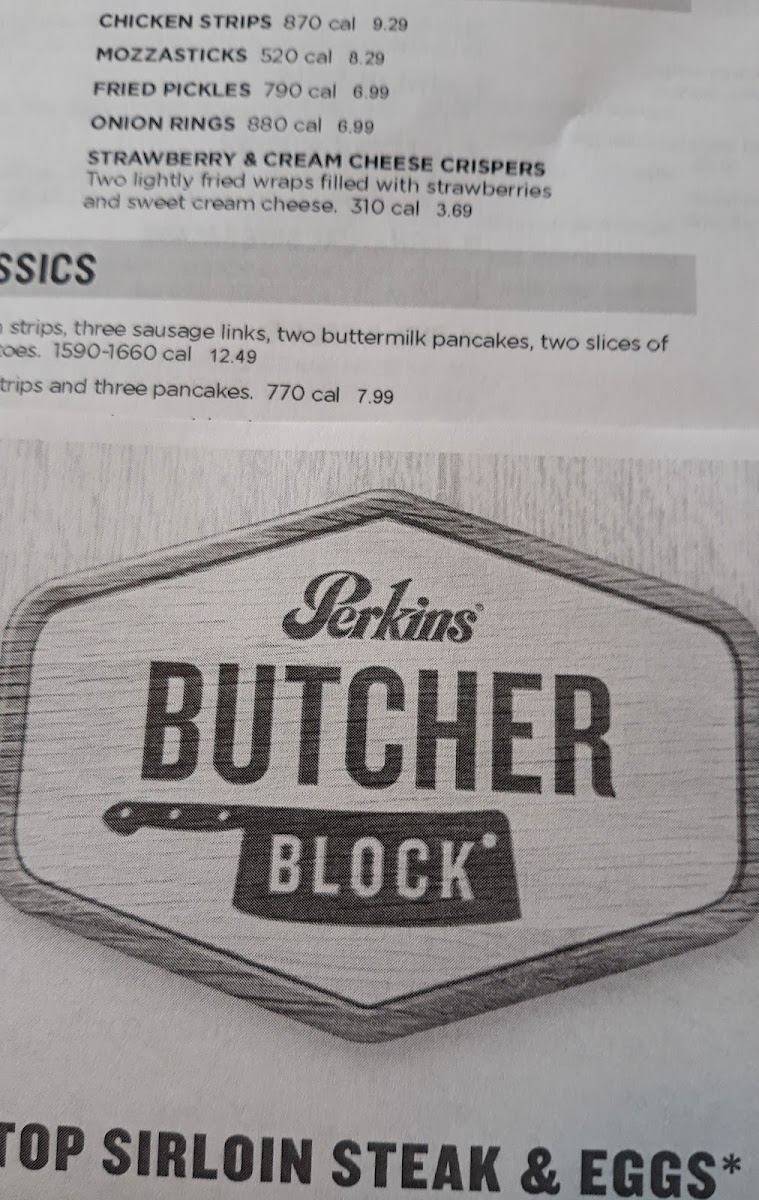 CHICKEN STRIPS 870 cal 9.29
MOZZASTICKS 520 cal 8.29
FRIED PICKLES 790 cal 6.99
ONION RINGS 880 cal 6.99
STRAWBERRY & CREAM CHEESE CRISPERS
Two lightly fried wraps filled with strawberries
and sweet cream cheese. 310 cal 3.69
SSICS
strips, three sausage links, two buttermilk pancakes, two slices of
toes. 1590-1660 cal 12.49
trips and three pancakes. 770 cal 7.99
Perkins
BUTCHER
BLOCK
TOP SIRLOIN STEAK & EGGS*